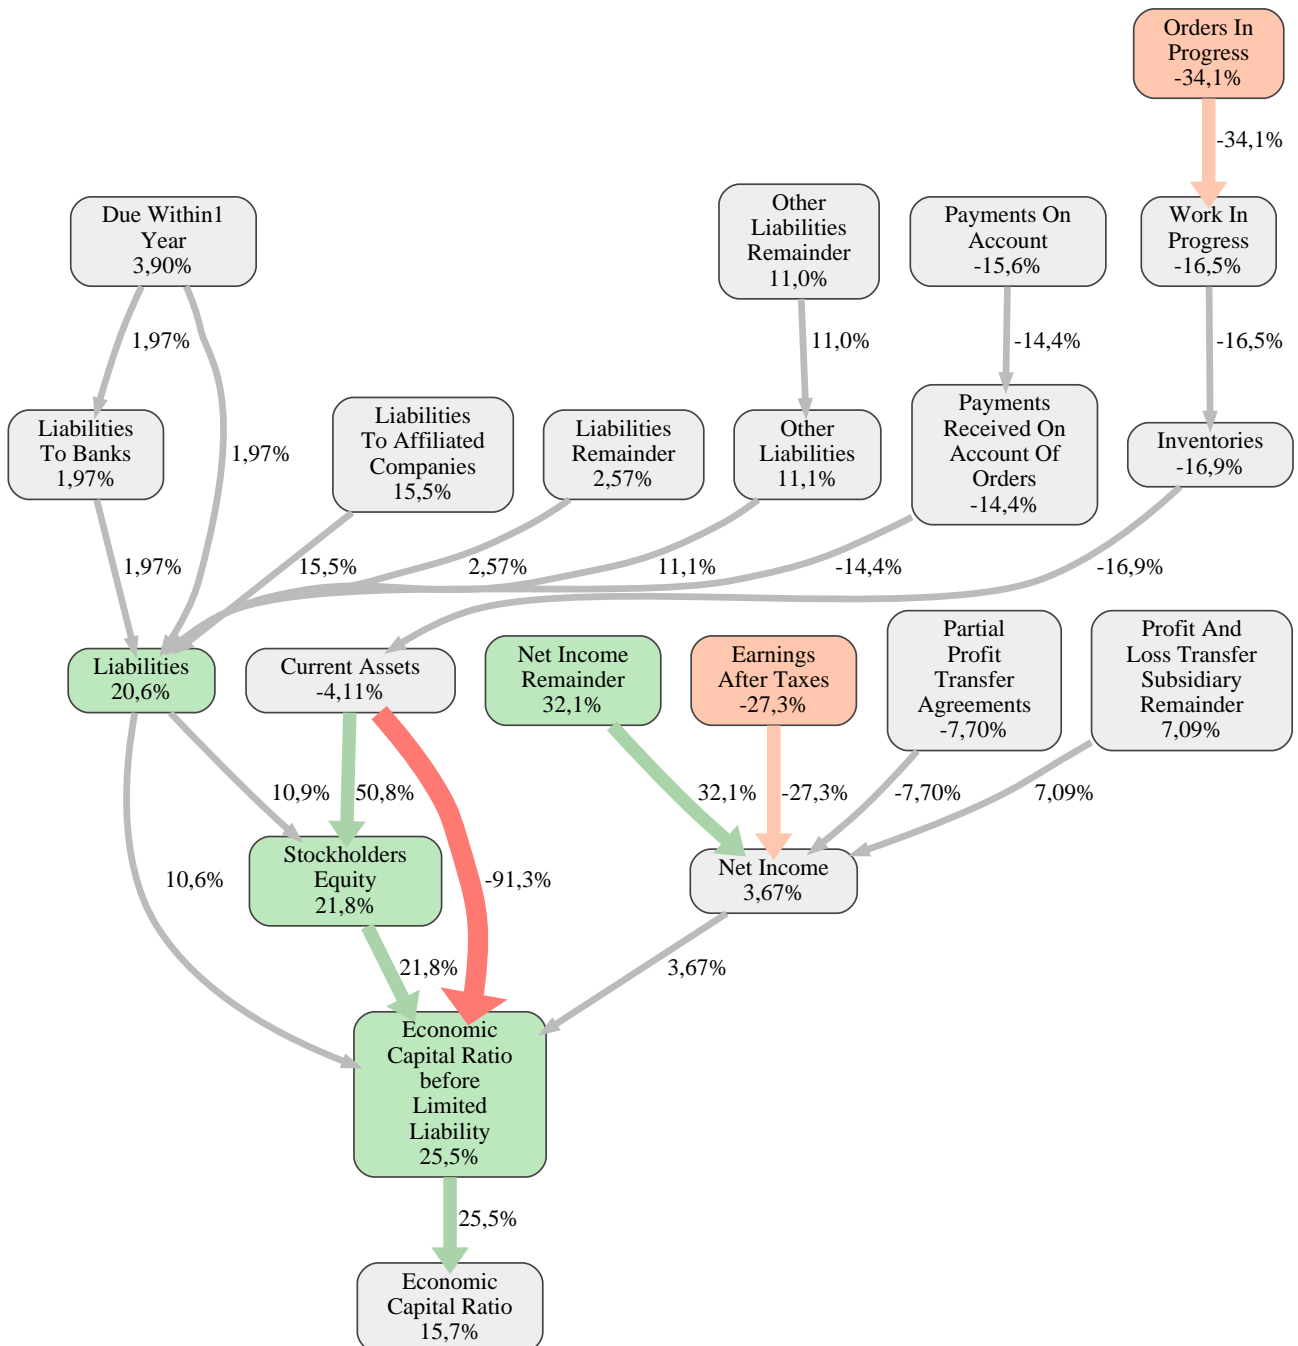 Orders In
Progress
-34,1%
-34,1%
Due Within1
Year
3,90%
Other
Liabilities
Remainder
11,0%
Payments On
Account
-15,6%
Work In
Progress
-16,5%
1,97%
11,0%
-14,4%
-16,5%
Liabilities
To Banks
1,97%
1,97%
Liabilities
To Affiliated
Companies
15,5%
Liabilities
Remainder
2,57%
Other
Liabilities
11,1%
Payments
Received On
Account Of
Orders
-14,4%
Inventories
-16,9%
1,97%
15,5%
2,57%
11,1%
-14,4%
-16,9%
Liabilities
20,6%
Current Assets
-4,11%
Net Income
Remainder
32,1%
Earnings
After Taxes
-27,3%
Partial
Profit
Transfer
Agreements
-7,70%
Profit And
Loss Transfer
Subsidiary
Remainder
7,09%
10,9%
50,8%
32,1%
-27,3%
-7,70%
7,09%
10,6%
Stockholders
Equity
21,8%
-91,3%
Net Income
3,67%
21,8%
3,67%
Economic
Capital Ratio
before
Limited
Liability
25,5%
25,5%
Economic
Capital Ratio
15,7%